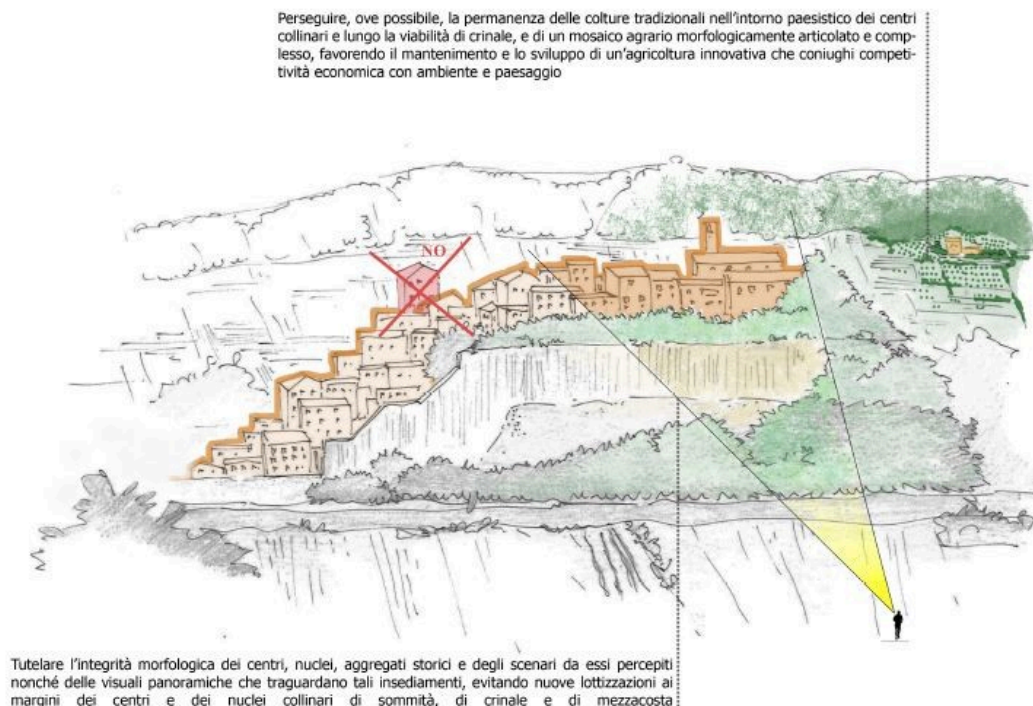 Perseguire, ove possibile, la permanenza delle colture tradizionali nell'intorno paesistico dei centri
collinari e lungo la viabilità di crinale, e di un mosaico agrario morfologicamente articolato e comp-
lesso, favorendo il mantenimento e lo sviluppo di un'agricoltura innovativa che coniughi competi-
tività economica con ambiente e paesaggio
NO
Tutelare l'integrità morfologica dei centri, nuclei, aggregati storici e degli scenari da essi percepiti
nonché delle visuali panoramiche che traguardano tali insediamenti, evitando nuove lottizzazioni ai
margini dei centri e dei nuclei collinari di sommità, di crinale e di mezzacosta